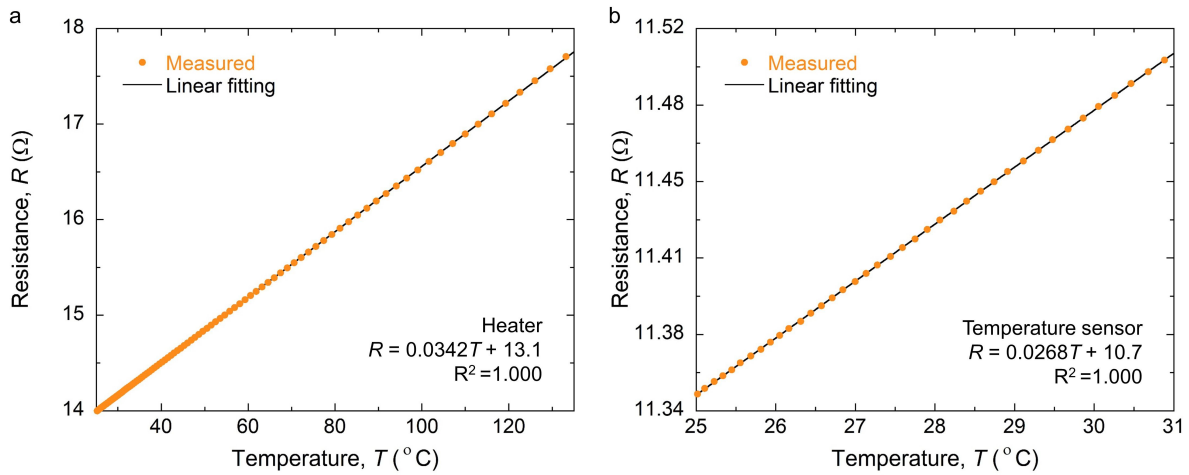 a
18
17
16
15
14
Resistance, R (Ω)
Measured
Linear fitting
Heater
R = 0.0342T + 13.1
R² =1.000
40 60 80 100 120
Temperature, T ( °C)
b
11.52
11.48
11.45
11.41
11.38
11.34
Resistance, R (Ω)
Measured
Linear fitting
Temperature sensor
R = 0.0268T + 10.7
R² =1.000
25 26 27 28 29 30 31
Temperature, T ( °C)